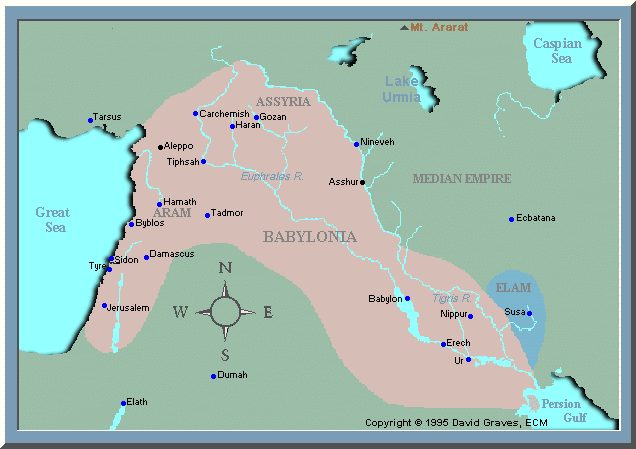 Mt. Ararat
Caspian
Sea
Lake
Urmia
ASSYRIA
Tarsus
Carchemish
Gozan
Haran
Nineveh
Aleppo
Tiphsah
Euphrales R.
Asshur
MEDIAN EMPIRE
Great
Sea
Hamath
ARAM
Tadmor
Byblos
Ecbatana
BABYLONIA
Damascus
Sidon
Tyre
N
W
E
S
ELAM
Babylon
Tigris R.
Nippur
Susa
Jerusalem
Erech
Ur
Dumah
Elath
Persion
Gulf
Copyright © 1995 David Graves, ECM